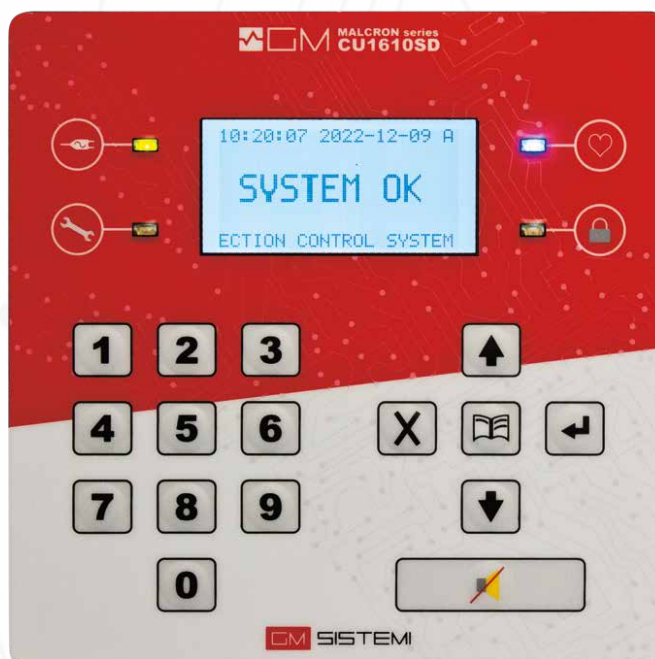 GM MALCRON series
CU1610SD
10:20:07 2022-12-09 A
SYSTEM OK
ECTION CONTROL SYSTEM
1 2 3
4 5 6 X
7 8 9
0
GM SISTEMI